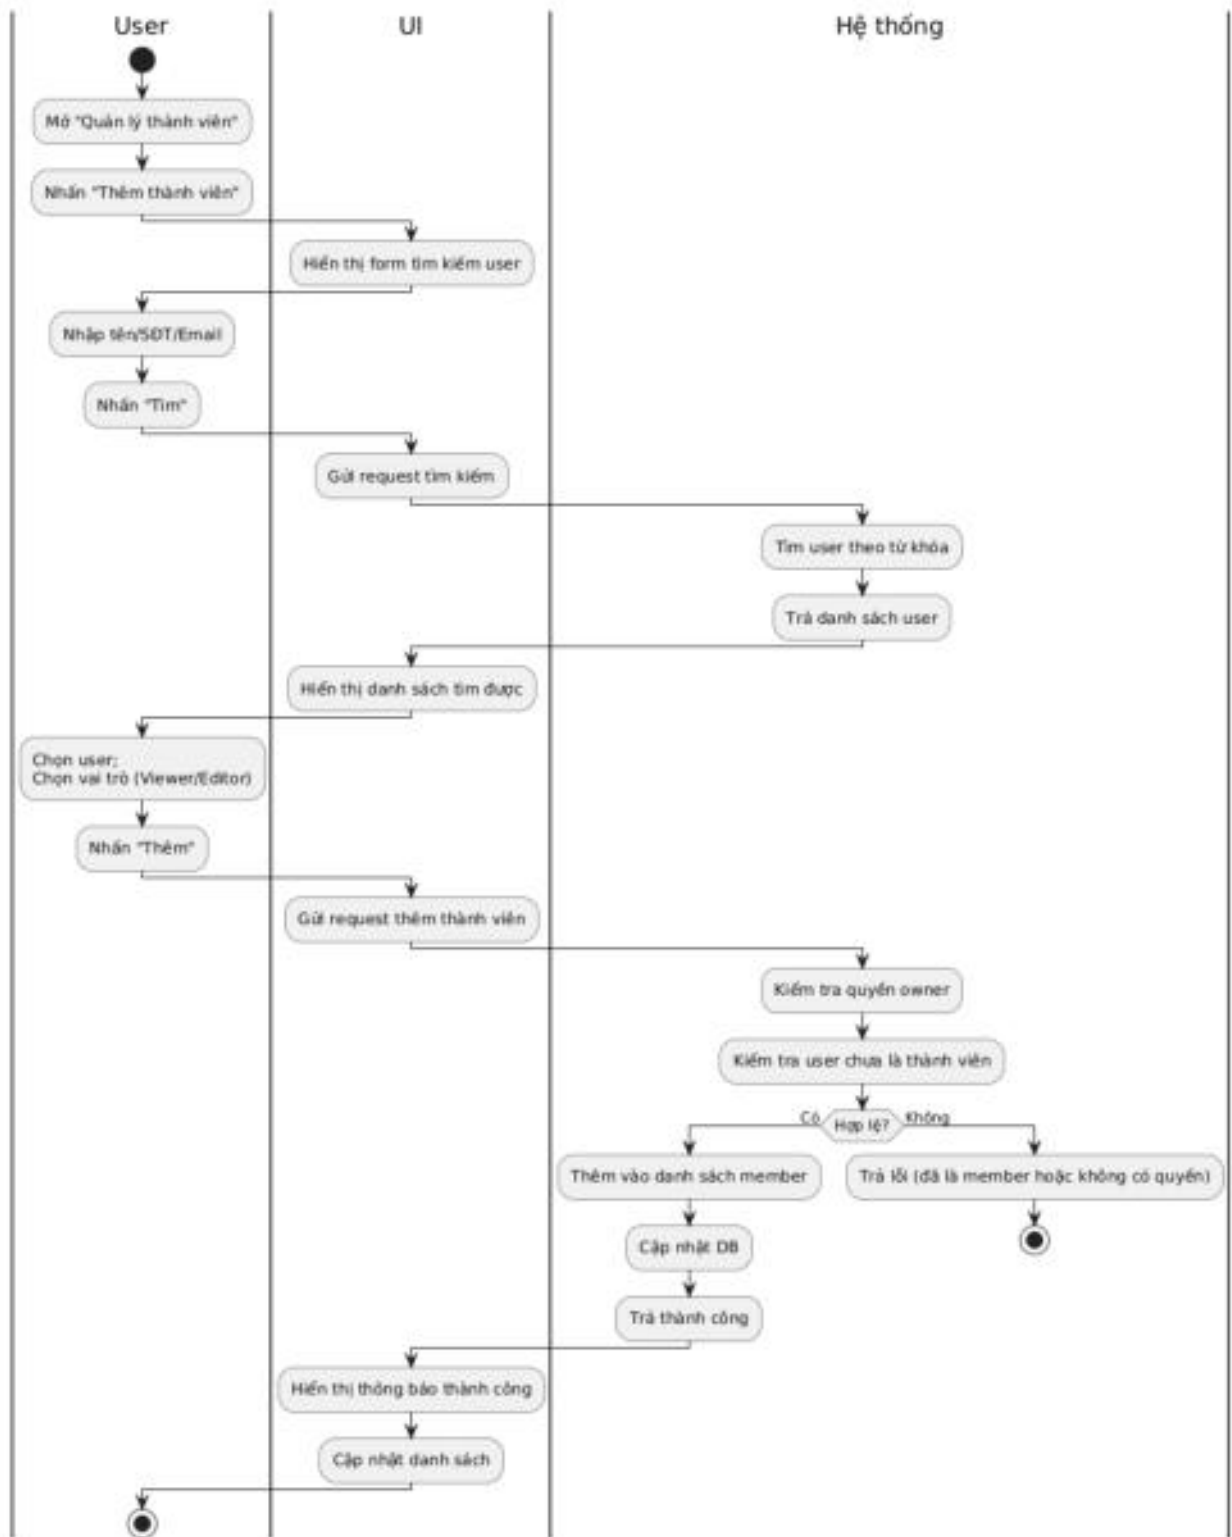 User
UI
Hệ thống
Mở "Quản lý thành viên"
Nhấn "Thêm thành viên"
Hiển thị form tìm kiếm user
Nhập tên/SĐT/Email
Nhấn "Tìm"
Gửi request tìm kiếm
Tìm user theo từ khóa
Trả danh sách user
Hiển thị danh sách tìm được
Chọn user;
Chọn vai trò (Viewer/Editor)
Nhấn "Thêm"
Gửi request thêm thành viên
Kiểm tra quyền owner
Kiểm tra user chưa là thành viên
Có
Hợp lệ?
Không
Thêm vào danh sách member
Trả lỗi (đã là member hoặc không có quyền)
Cập nhật DB
Trả thành công
Hiển thị thông báo thành công
Cập nhật danh sách